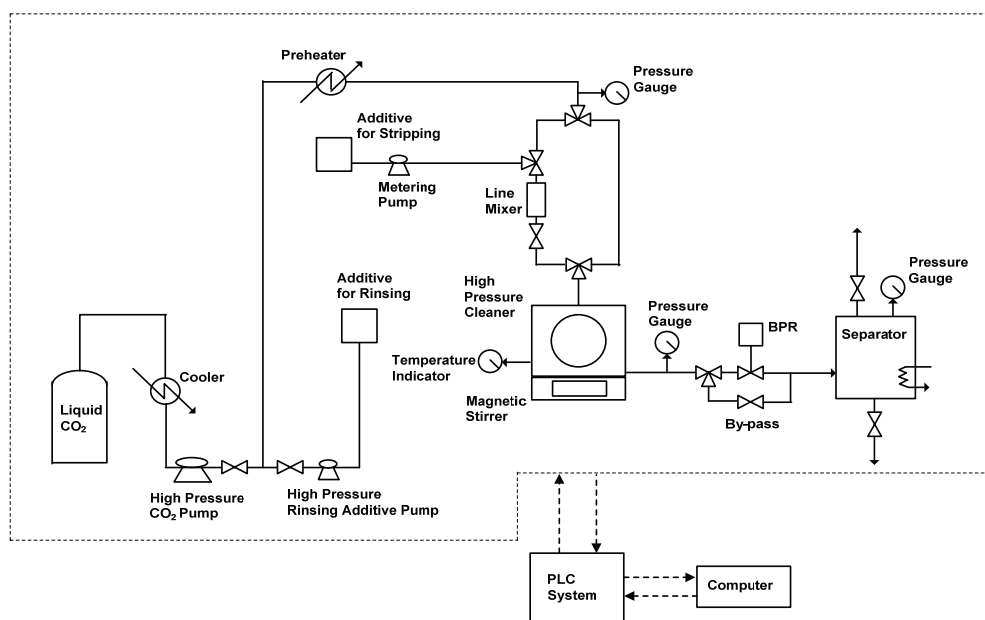 Preheater
Pressure
Gauge
Additive
for Stripping
Metering
Pump
Line
Mixer
Additive
for Rinsing
High
Pressure
Cleaner
Pressure
Gauge
Pressure
Gauge
BPR
Separator
Temperature
Indicator
Magnetic
Stirrer
By-pass
Cooler
Liquid
CO₂
High Pressure
CO₂ Pump
High Pressure
Rinsing Additive Pump
PLC
System
Computer